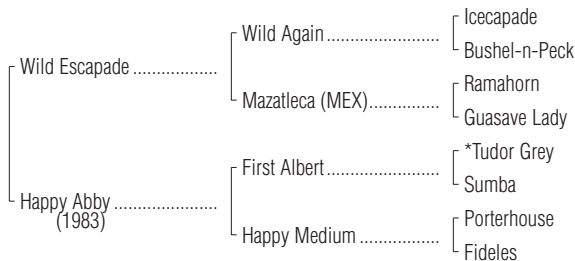 Icecapade
Wild Again
Bushel-n-Peck
Wild Escapade
Ramahorn
Mazatleca (MEX)
Guasave Lady
*Tudor Grey
First Albert
Sumba
Happy Abby
(1983)
Porterhouse
Happy Medium
Fideles